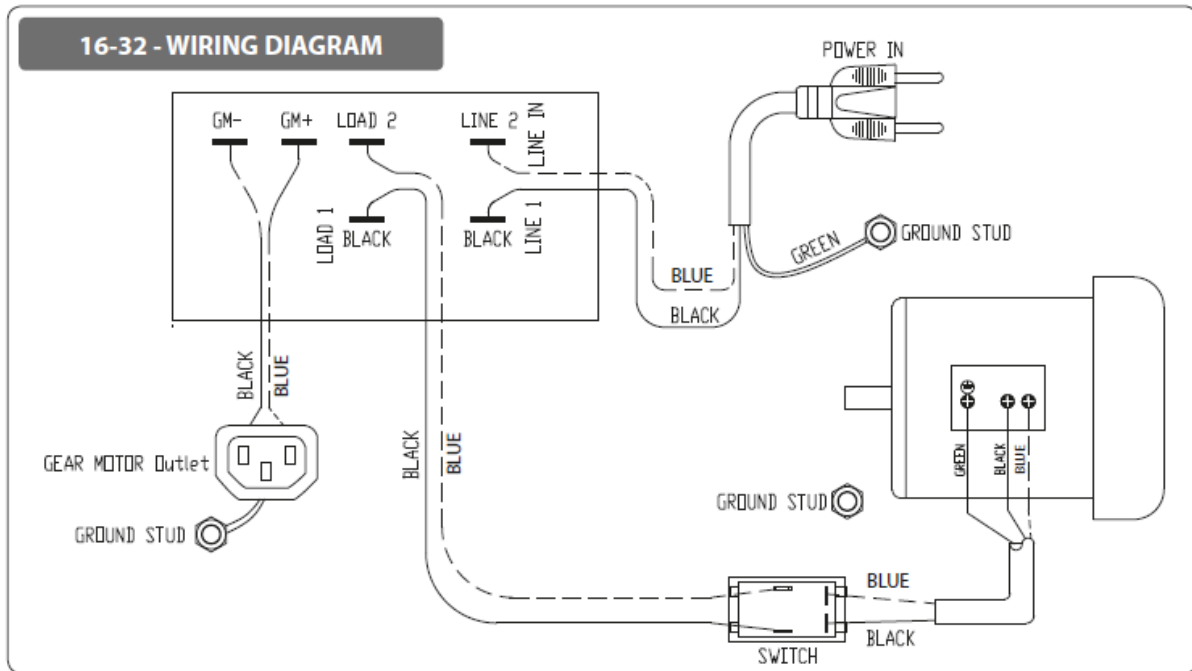 16-32 - WIRING DIAGRAM
POWER IN
GM-
GM+
LOAD 2
LINE 2
LINE IN
LOAD 1
BLACK
BLACK
LINE 1
GREEN
GROUND STUD
BLUE
BLACK
BLACK
BLUE
GEAR MOTOR Outlet
GROUND STUD
BLACK
BLUE
GREEN
BLACK
BLUE
GROUND STUD
BLUE
BLACK
SWITCH